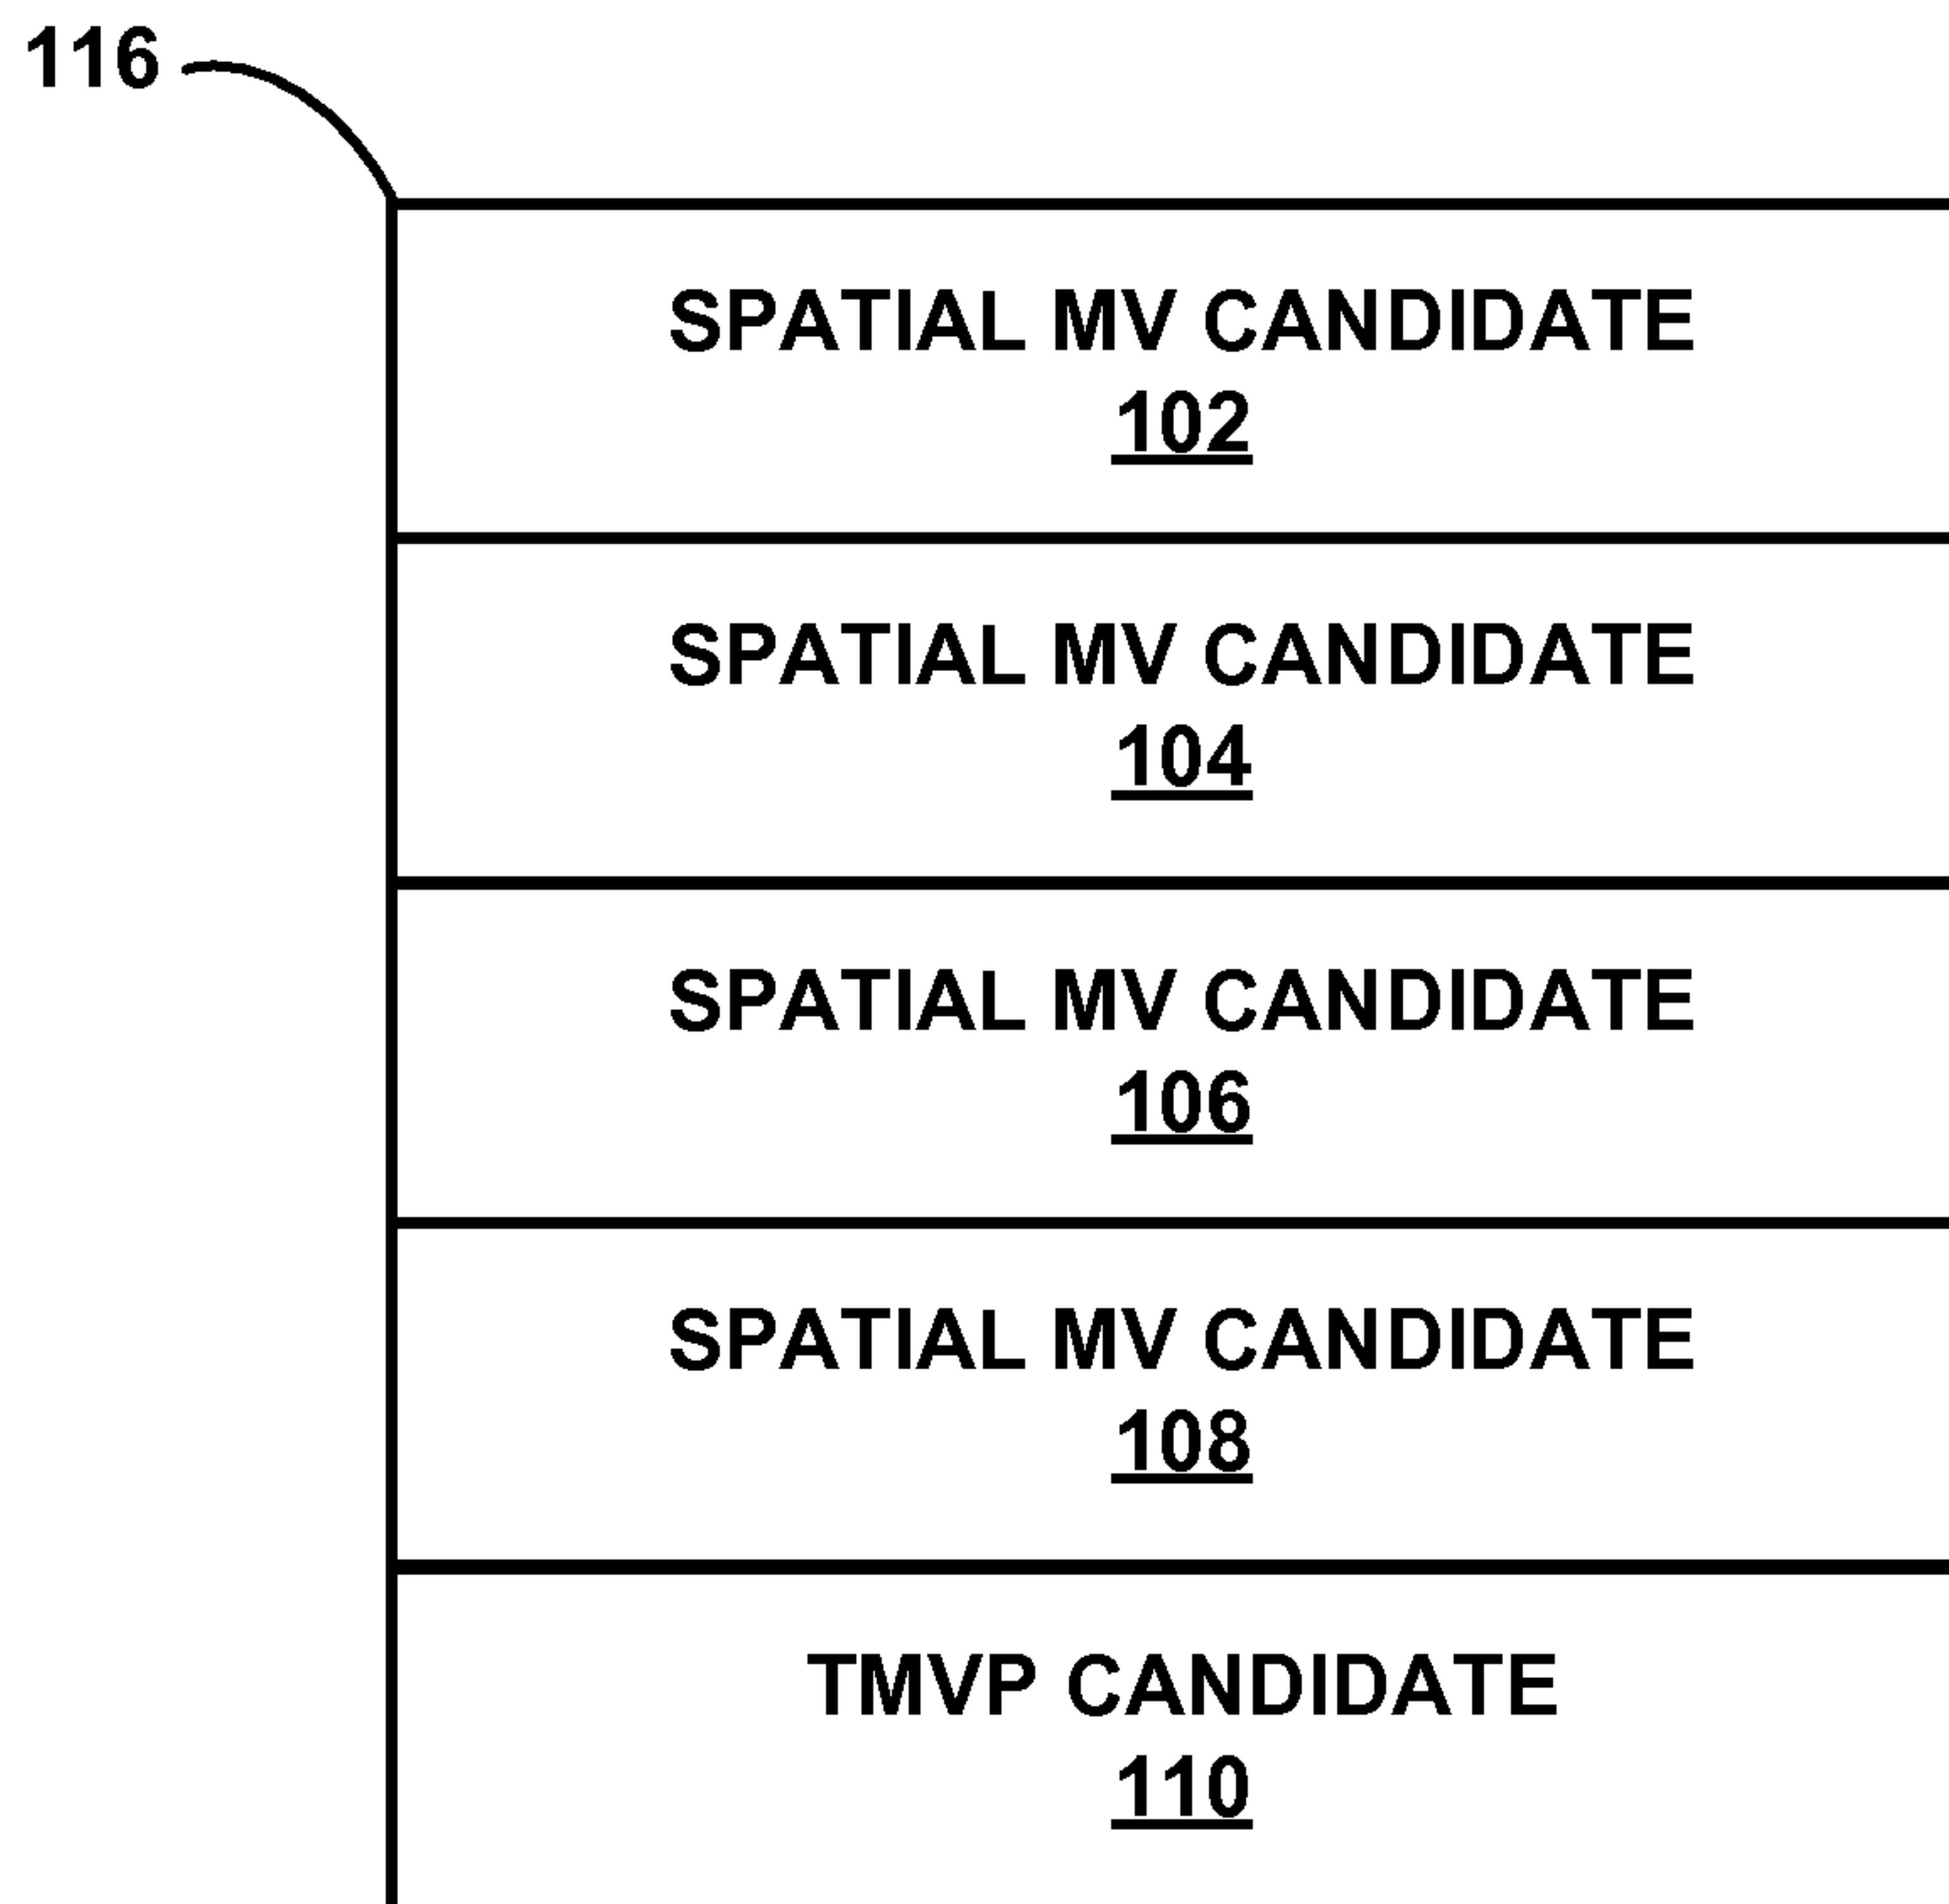 116
SPATIAL MV CANDIDATE
102
SPATIAL MV CANDIDATE
104
SPATIAL MV CANDIDATE
106
SPATIAL MV CANDIDATE
108
TMVP CANDIDATE
110